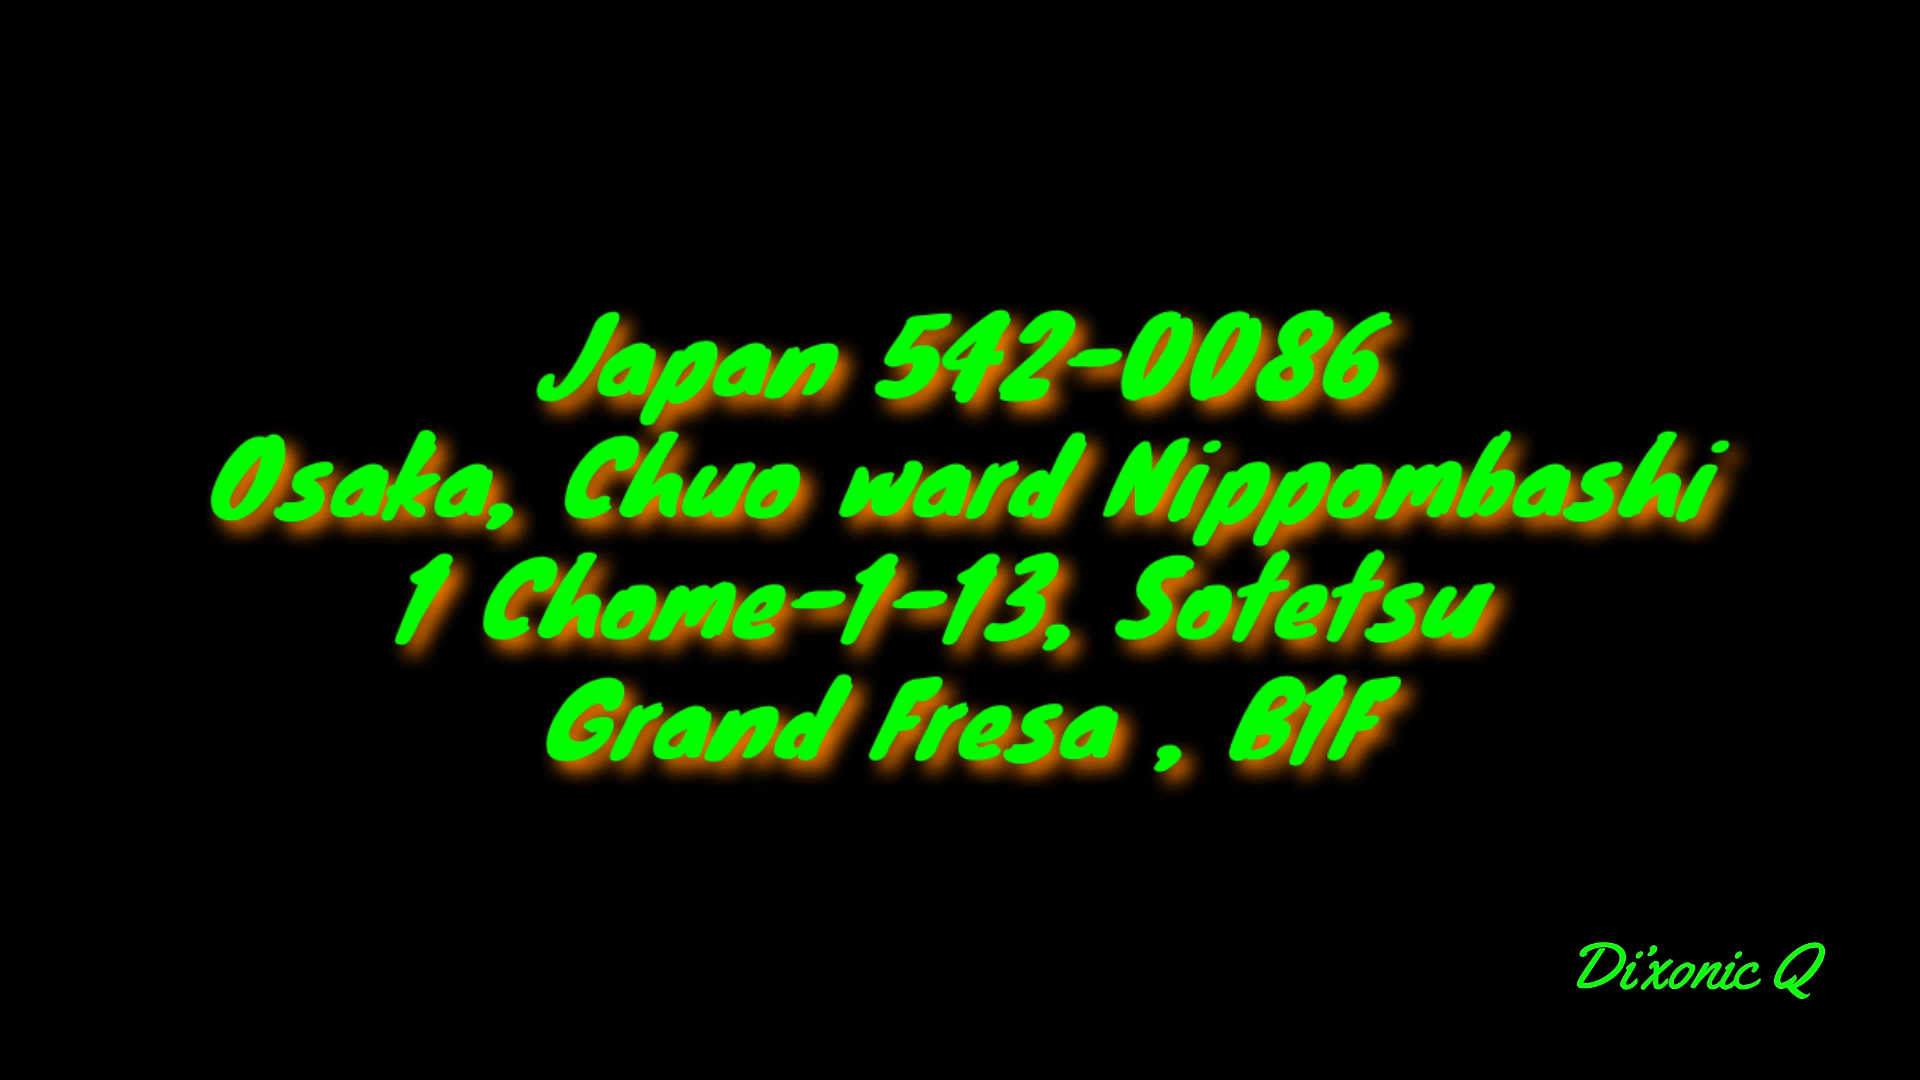 Japan 542-0086
Osaka, Chuo ward Nippombashi
1 Chome-1-13, Sotetsu
Grand Fresa , B1F
Di'xonic Q